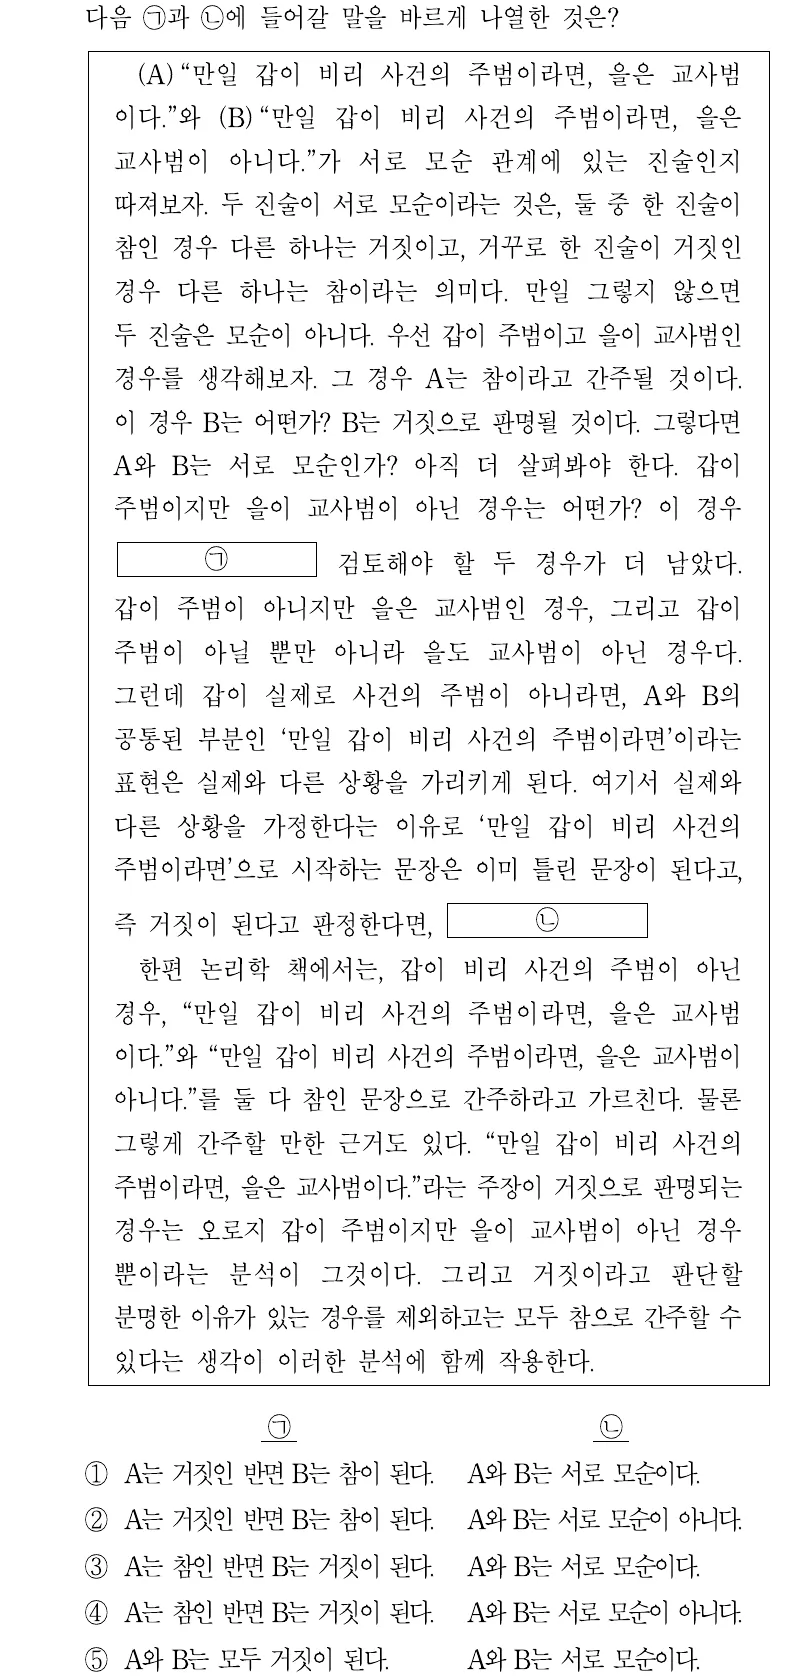 다음 ㉠과 ㉡에 들어갈 말을 바르게 나열한 것은?
(A) “만일 갑이 비리 사건의 주범이라면, 을은 교사범
이다.”와 (B) “만일 갑이 비리 사건의 주범이라면, 을은
교사범이 아니다.”가 서로 모순 관계에 있는 진술인지
따져보자. 두 진술이 서로 모순이라는 것은, 둘 중 한 진술이
참인 경우 다른 하나는 거짓이고, 거꾸로 한 진술이 거짓인
경우 다른 하나는 참이라는 의미다. 만일 그렇지 않으면
두 진술은 모순이 아니다. 우선 갑이 주범이고 을이 교사범인
경우를 생각해보자. 그 경우 A는 참이라고 간주될 것이다.
이 경우 B는 어떤가? B는 거짓으로 판명될 것이다. 그렇다면
A와 B는 서로 모순인가? 아직 더 살펴봐야 한다. 갑이
주범이지만 을이 교사범이 아닌 경우는 어떤가? 이 경우
㉠ 검토해야 할 두 경우가 더 남았다.
갑이 주범이 아니지만 을은 교사범인 경우, 그리고 갑이
주범이 아닐 뿐만 아니라 을도 교사범이 아닌 경우다.
그런데 갑이 실제로 사건의 주범이 아니라면, A와 B의
공통된 부분인 ‘만일 갑이 비리 사건의 주범이라면’이라는
표현은 실제와 다른 상황을 가리키게 된다. 여기서 실제와
다른 상황을 가정한다는 이유로 ‘만일 갑이 비리 사건의
주범이라면’으로 시작하는 문장은 이미 틀린 문장이 된다고,
즉 거짓이 된다고 판정한다면, ㉡
한편 논리학 책에서는, 갑이 비리 사건의 주범이 아닌
경우, “만일 갑이 비리 사건의 주범이라면, 을은 교사범
이다.”와 “만일 갑이 비리 사건의 주범이라면, 을은 교사범이
아니다.”를 둘 다 참인 문장으로 간주하라고 가르친다. 물론
그렇게 간주할 만한 근거도 있다. “만일 갑이 비리 사건의
주범이라면, 을은 교사범이다.”라는 주장이 거짓으로 판명되는
경우는 오로지 갑이 주범이지만 을이 교사범이 아닌 경우
뿐이라는 분석이 그것이다. 그리고 거짓이라고 판단할
분명한 이유가 있는 경우를 제외하고는 모두 참으로 간주할 수
있다는 생각이 이러한 분석에 함께 작용한다.
㉠ ㉡
① A는 거짓인 반면 B는 참이 된다. A와 B는 서로 모순이다.
② A는 거짓인 반면 B는 참이 된다. A와 B는 서로 모순이 아니다.
③ A는 참인 반면 B는 거짓이 된다. A와 B는 서로 모순이다.
④ A는 참인 반면 B는 거짓이 된다. A와 B는 서로 모순이 아니다.
⑤ A와 B는 모두 거짓이 된다. A와 B는 서로 모순이다.